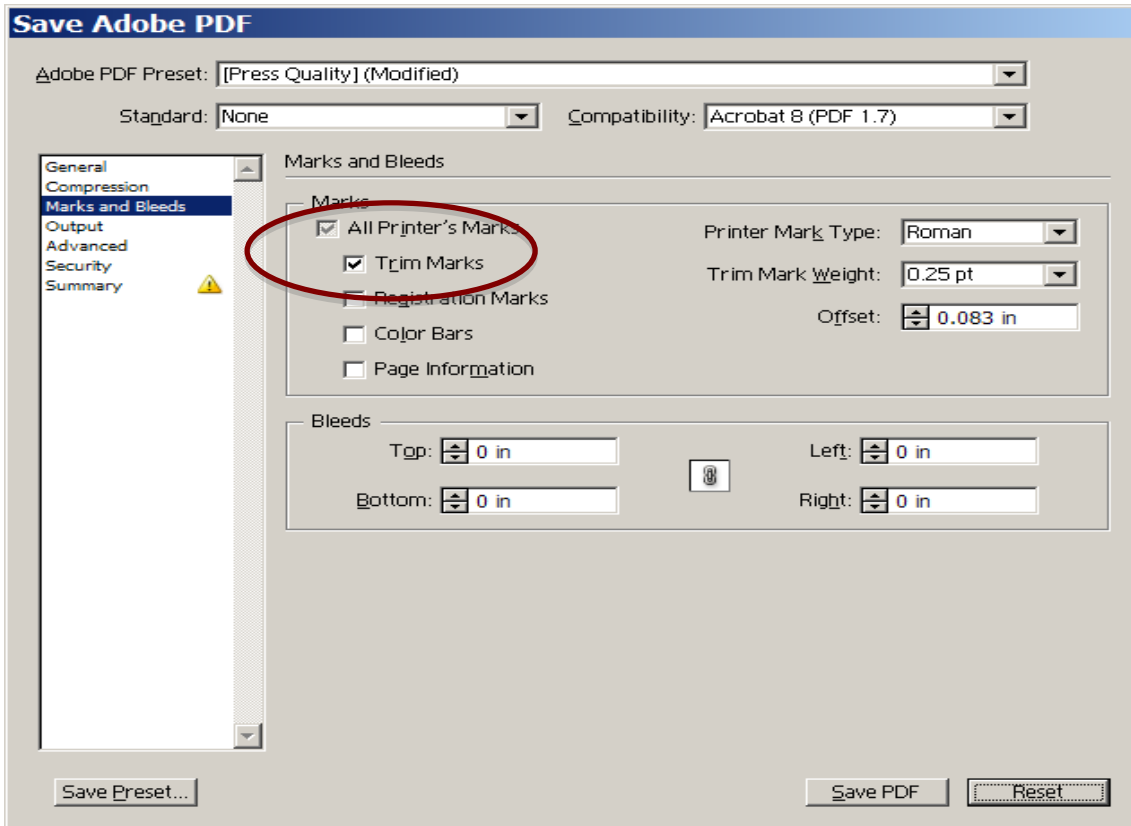 Save Adobe PDF
Adobe PDF Preset: [Press Quality] (Modified)
Standard: None Compatibility: Acrobat 8 (PDF 1.7)
General
Compression
Marks and Bleeds
Output
Advanced
Security
Summary
Marks and Bleeds
Marks
All Printer's Marks
Trim Marks
Registration Marks
Color Bars
Page Information
Printer Mark Type: Roman
Trim Mark Weight: 0.25 pt
Offset: 0.083 in
Bleeds
Top: 0 in Left: 0 in
Bottom: 0 in Right: 0 in
Save Preset... Save PDF Reset